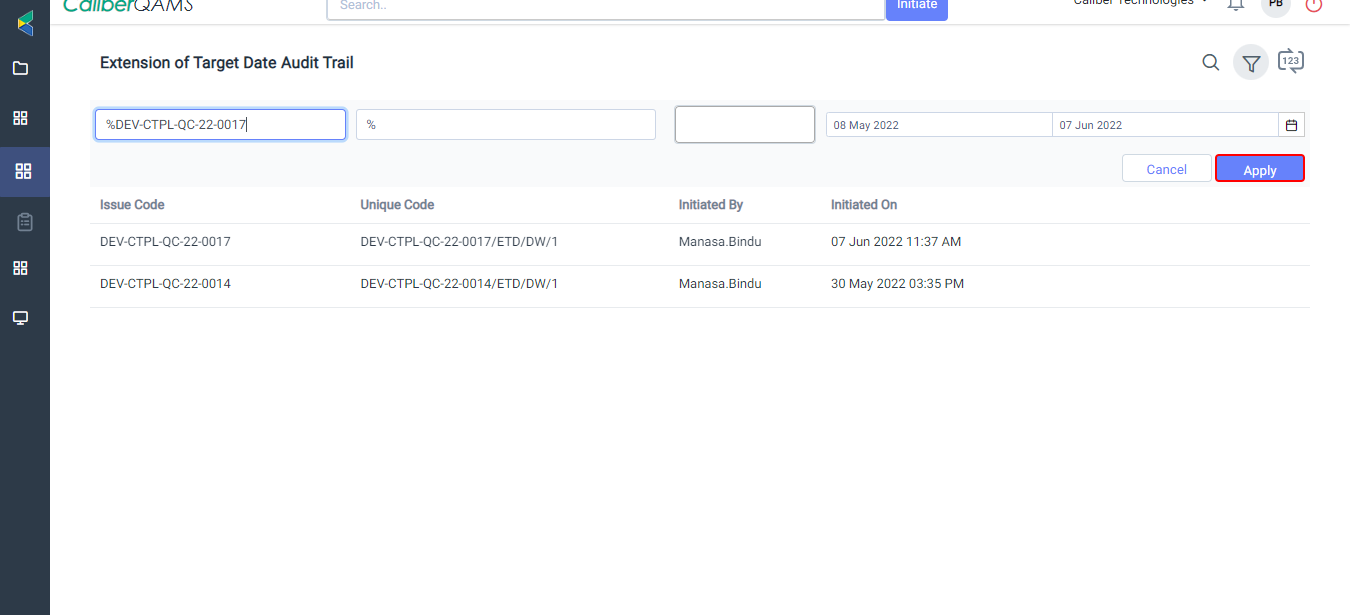 CaliberQAMS
Search..
Initiate
Caliber Technologies
PB
Extension of Target Date Audit Trail
123
%DEV-CTPL-QC-22-0017
%
08 May 2022
07 Jun 2022
Cancel
Apply
Issue Code Unique Code Initiated By Initiated On
DEV-CTPL-QC-22-0017 DEV-CTPL-QC-22-0017/ETD/DW/1 Manasa.Bindu 07 Jun 2022 11:37 AM
DEV-CTPL-QC-22-0014 DEV-CTPL-QC-22-0014/ETD/DW/1 Manasa.Bindu 30 May 2022 03:35 PM